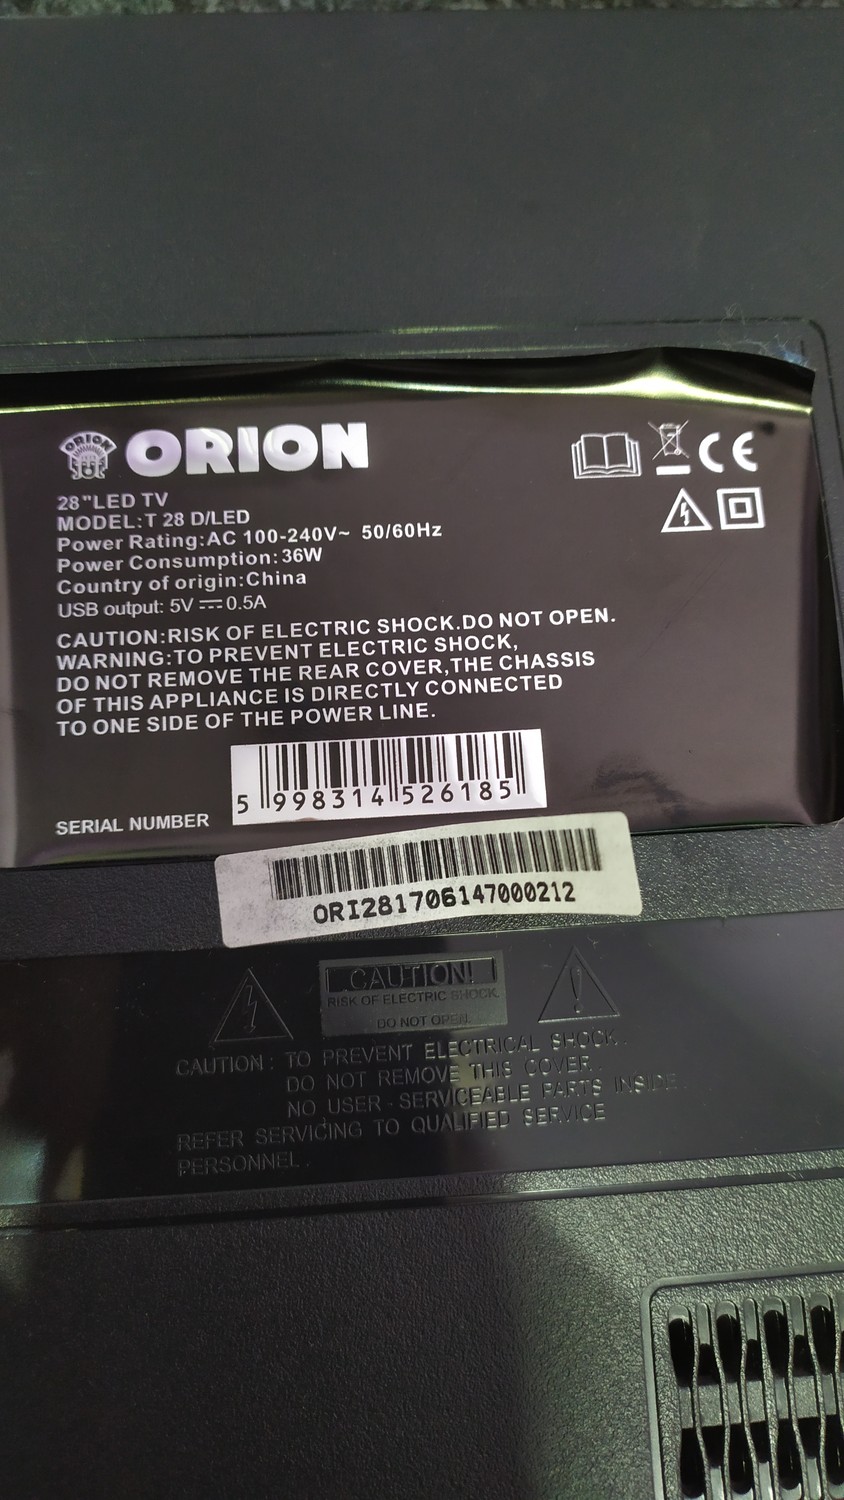 ORION
ORION
28"LED TV
MODEL:T 28 D/LED
Power Rating:AC 100-240V~ 50/60Hz
Power Consumption:36W
Country of origin:China
USB output: 5V ⎓ 0.5A
CAUTION:RISK OF ELECTRIC SHOCK.DO NOT OPEN.
WARNING:TO PREVENT ELECTRIC SHOCK,
DO NOT REMOVE THE REAR COVER,THE CHASSIS
OF THIS APPLIANCE IS DIRECTLY CONNECTED
TO ONE SIDE OF THE POWER LINE.
CE
5 998314 526185
SERIAL NUMBER
ORI281706147000212
CAUTION!
RISK OF ELECTRIC SHOCK.
DO NOT OPEN.
CAUTION : TO PREVENT ELECTRICAL SHOCK .
DO NOT REMOVE THIS COVER .
NO USER - SERVICEABLE PARTS INSIDE .
REFER SERVICING TO QUALIFIED SERVICE
PERSONNEL .